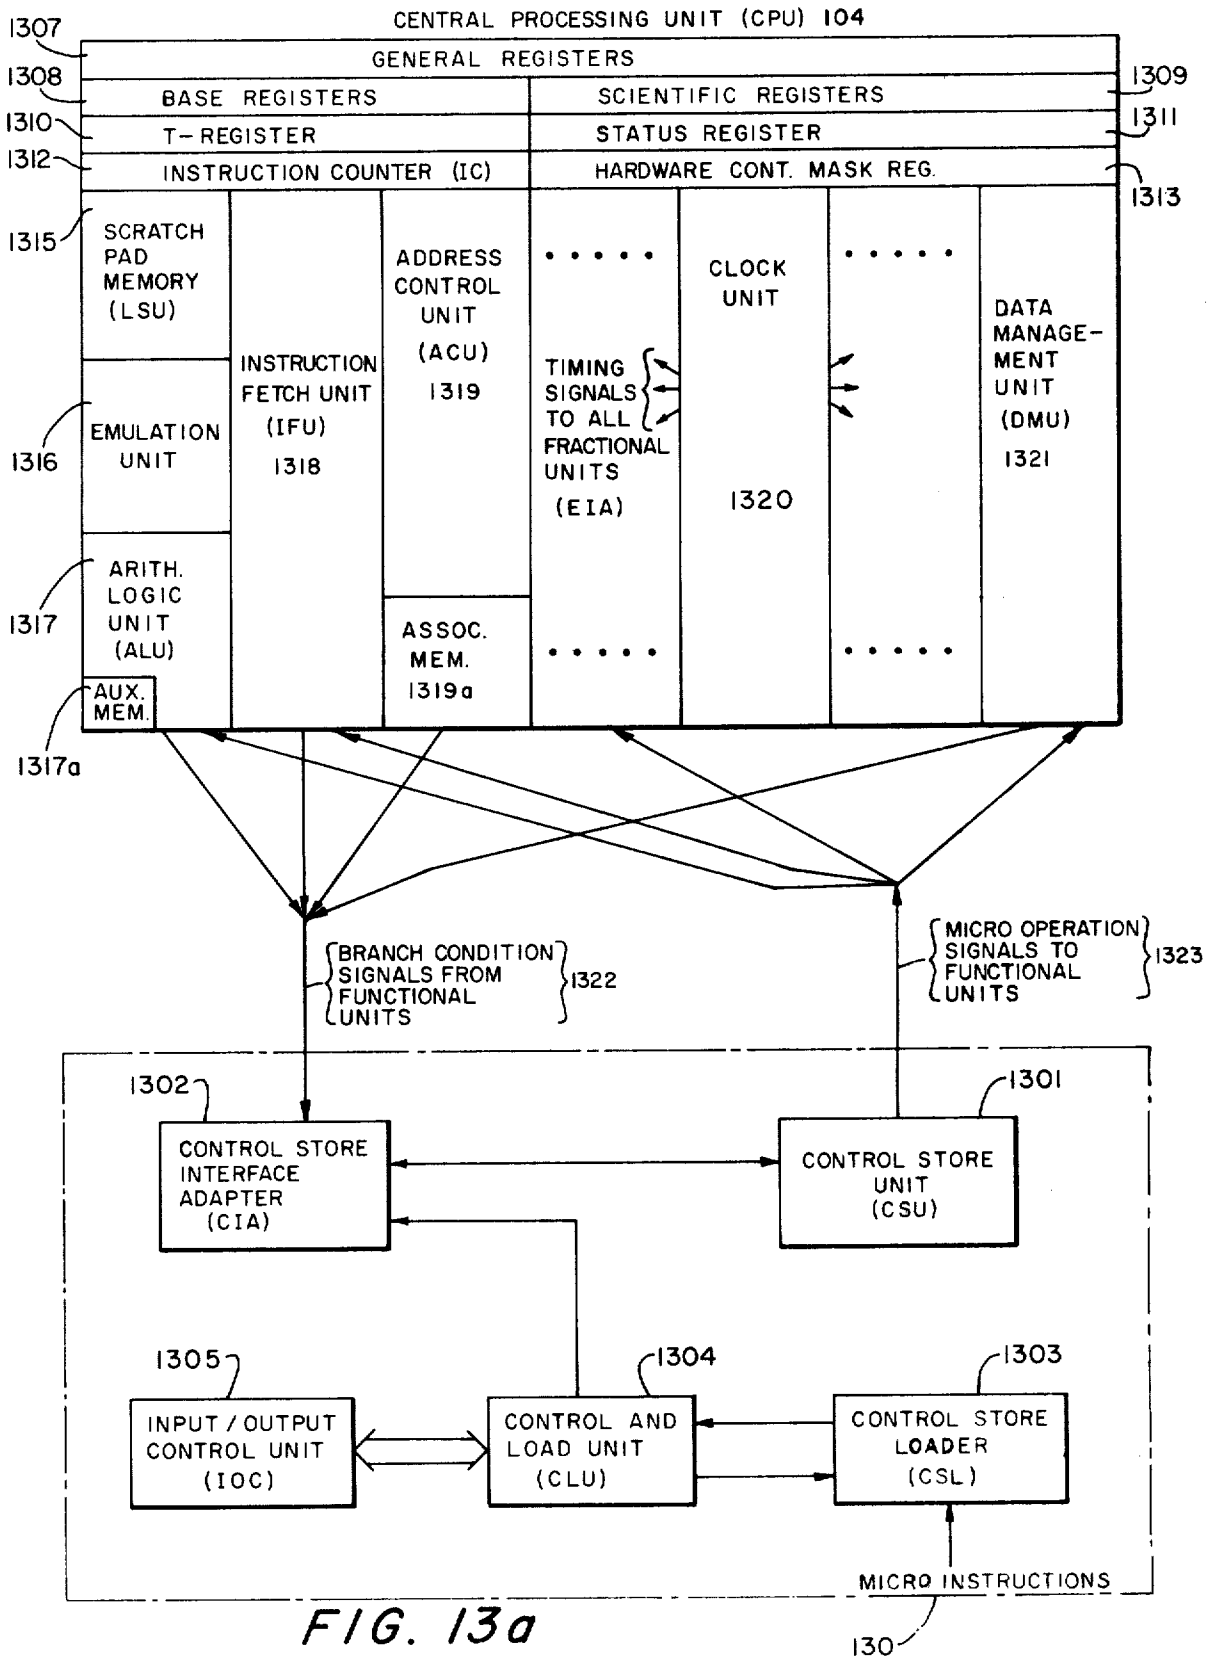 CENTRAL PROCESSING UNIT (CPU) 104
1307
GENERAL REGISTERS
1308
BASE REGISTERS
SCIENTIFIC REGISTERS
1309
1310
T-REGISTER
STATUS REGISTER
1311
1312
INSTRUCTION COUNTER (IC)
HARDWARE CONT. MASK REG.
1313
1315
SCRATCH
PAD
MEMORY
(LSU)
1316
EMULATION
UNIT
1317
ARITH.
LOGIC
UNIT
(ALU)
AUX.
MEM.
1317a
INSTRUCTION
FETCH UNIT
(IFU)
1318
ADDRESS
CONTROL
UNIT
(ACU)
1319
ASSOC.
MEM.
1319a
• • • • •
TIMING
SIGNALS
TO ALL
FRACTIONAL
UNITS
(EIA)
• • • • •
CLOCK
UNIT
1320
• • • • •
• • • • •
DATA
MANAGE-
MENT
UNIT
(DMU)
1321
BRANCH CONDITION
SIGNALS FROM
FUNCTIONAL
UNITS
1322
MICRO OPERATION
SIGNALS TO
FUNCTIONAL
UNITS
1323
1302
CONTROL STORE
INTERFACE
ADAPTER
(CIA)
1301
CONTROL STORE
UNIT
(CSU)
1305
INPUT / OUTPUT
CONTROL UNIT
(IOC)
1304
CONTROL AND
LOAD UNIT
(CLU)
1303
CONTROL STORE
LOADER
(CSL)
MICRO INSTRUCTIONS
130
FIG. 13a